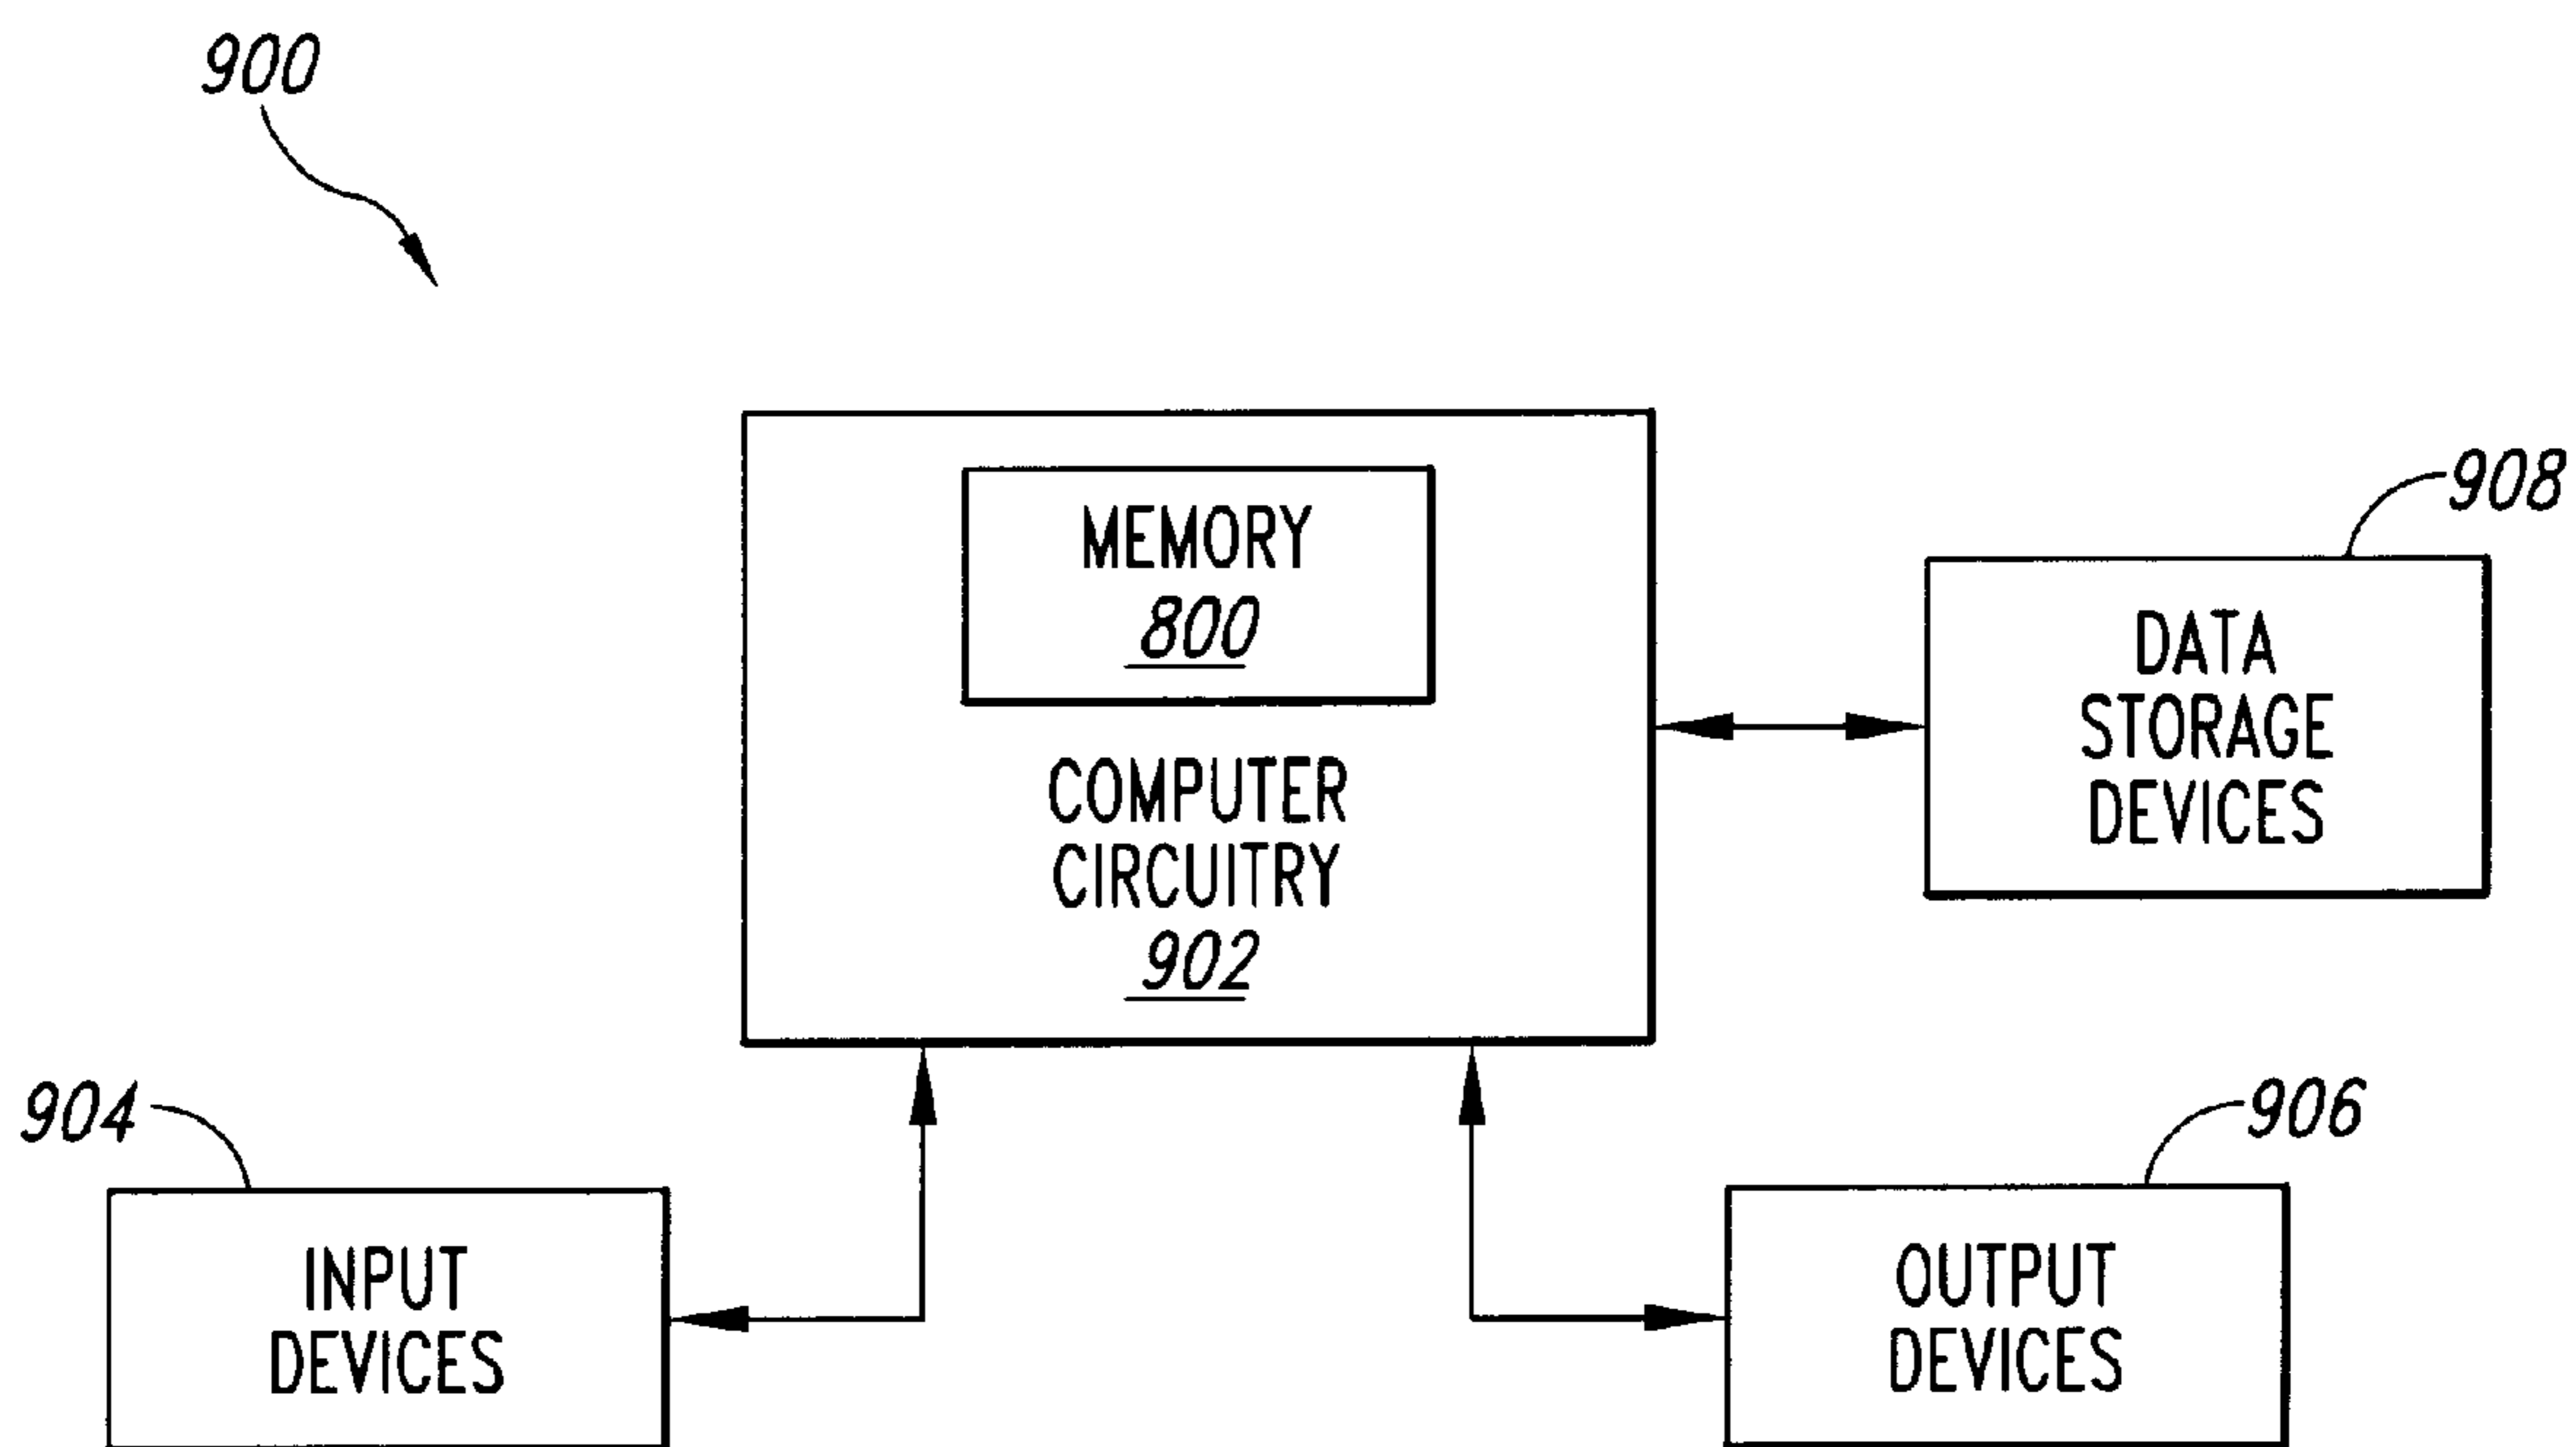 900
MEMORY
800
COMPUTER
CIRCUITRY
902
908
DATA
STORAGE
DEVICES
904
INPUT
DEVICES
906
OUTPUT
DEVICES